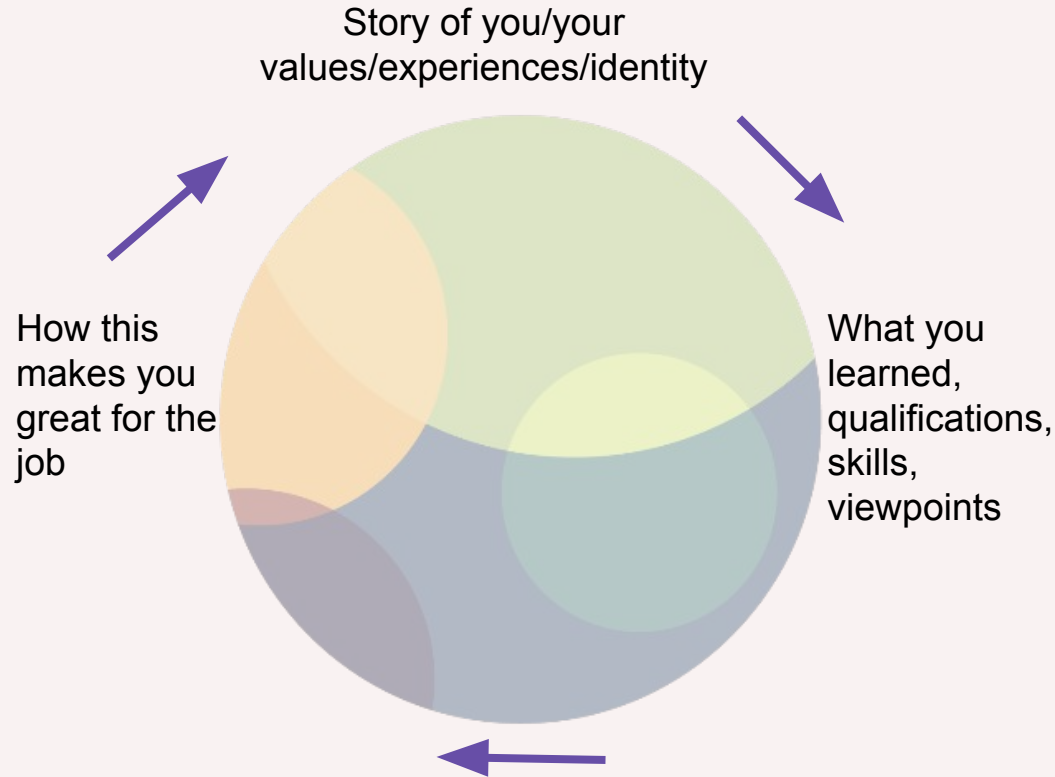 Story of you/your
values/experiences/identity
How this
makes you
great for the
job
What you
learned,
qualifications,
skills,
viewpoints